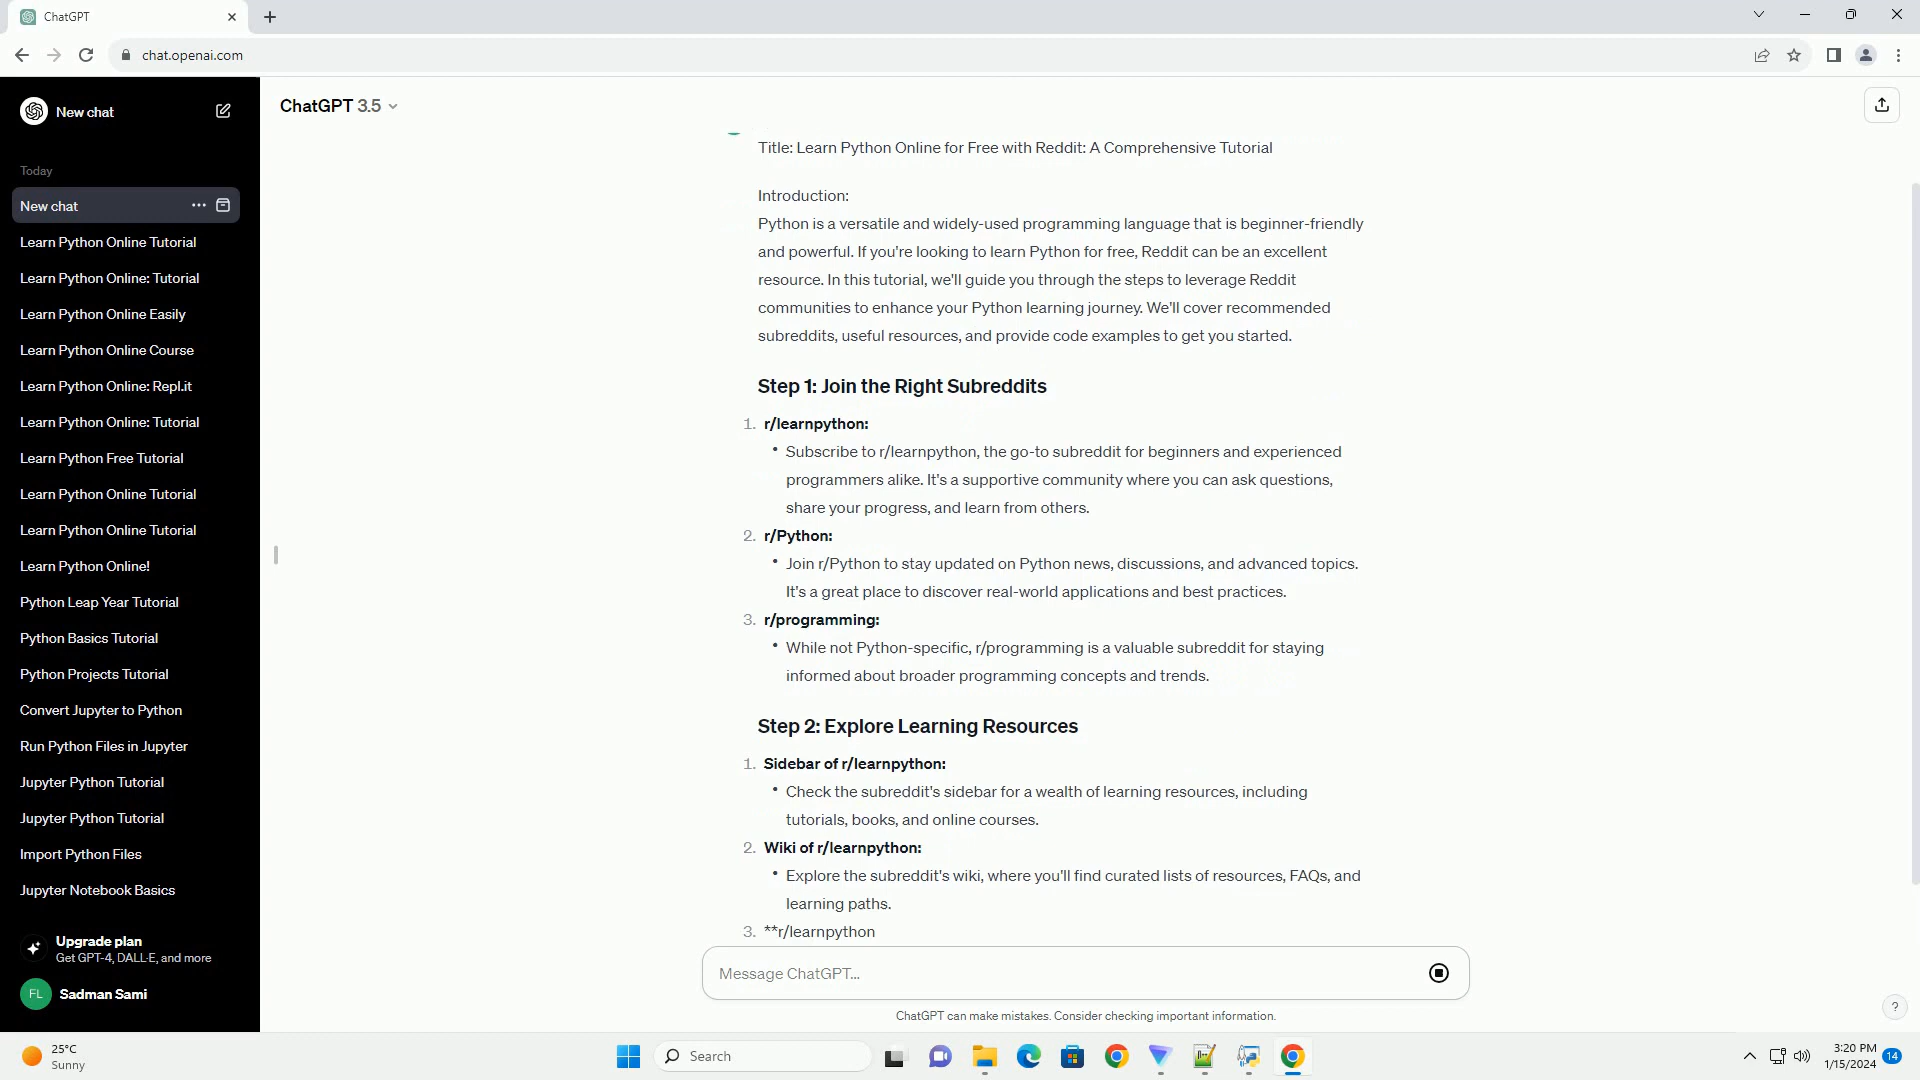 ChatGPT
chat.openai.com
New chat
ChatGPT 3.5
Today
New chat
Learn Python Online Tutorial
Learn Python Online: Tutorial
Learn Python Online Easily
Learn Python Online Course
Learn Python Online: Repl.it
Learn Python Online: Tutorial
Learn Python Free Tutorial
Learn Python Online Tutorial
Learn Python Online Tutorial
Learn Python Online!
Python Leap Year Tutorial
Python Basics Tutorial
Python Projects Tutorial
Convert Jupyter to Python
Run Python Files in Jupyter
Jupyter Python Tutorial
Jupyter Python Tutorial
Import Python Files
Jupyter Notebook Basics
Upgrade plan
Get GPT-4, DALL·E, and more
FL Sadman Sami
Title: Learn Python Online for Free with Reddit: A Comprehensive Tutorial
Introduction:
Python is a versatile and widely-used programming language that is beginner-friendly
and powerful. If you're looking to learn Python for free, Reddit can be an excellent
resource. In this tutorial, we'll guide you through the steps to leverage Reddit
communities to enhance your Python learning journey. We'll cover recommended
subreddits, useful resources, and provide code examples to get you started.
Step 1: Join the Right Subreddits
1. r/learnpython:
• Subscribe to r/learnpython, the go-to subreddit for beginners and experienced
programmers alike. It's a supportive community where you can ask questions,
share your progress, and learn from others.
2. r/Python:
• Join r/Python to stay updated on Python news, discussions, and advanced topics.
It's a great place to discover real-world applications and best practices.
3. r/programming:
• While not Python-specific, r/programming is a valuable subreddit for staying
informed about broader programming concepts and trends.
Step 2: Explore Learning Resources
1. Sidebar of r/learnpython:
• Check the subreddit's sidebar for a wealth of learning resources, including
tutorials, books, and online courses.
2. Wiki of r/learnpython:
• Explore the subreddit's wiki, where you'll find curated lists of resources, FAQs, and
learning paths.
3. **r/learnpython
Message ChatGPT...
ChatGPT can make mistakes. Consider checking important information.
?
25°C
Sunny
Search
3:20 PM
1/15/2024
14